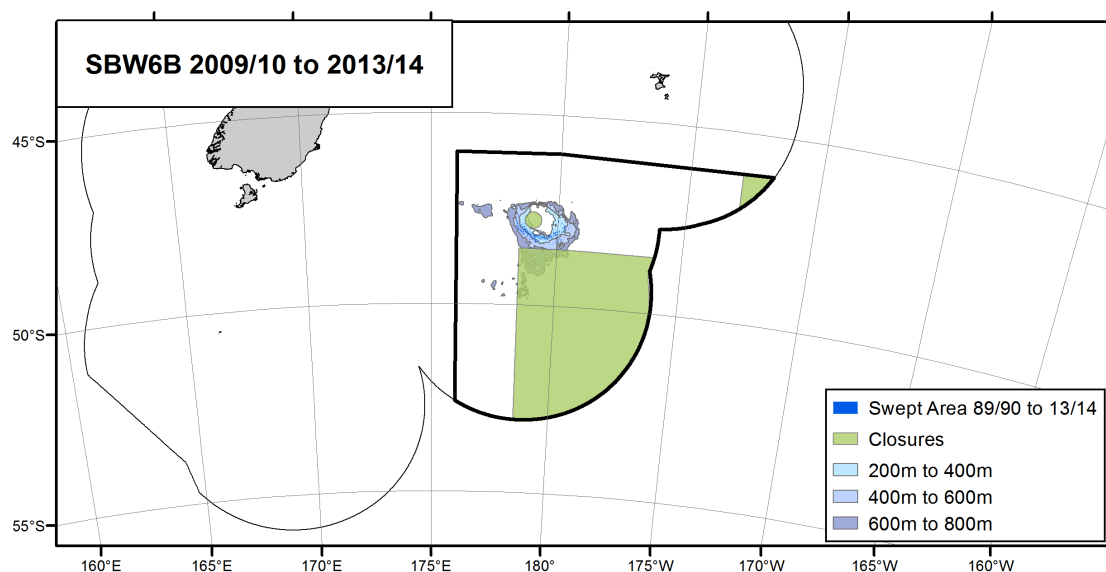 SBW6B 2009/10 to 2013/14
45°S
50°S
55°S
Swept Area 89/90 to 13/14
Closures
200m to 400m
400m to 600m
600m to 800m
160°E
165°E
170°E
175°E
180°
175°W
170°W
165°W
160°W